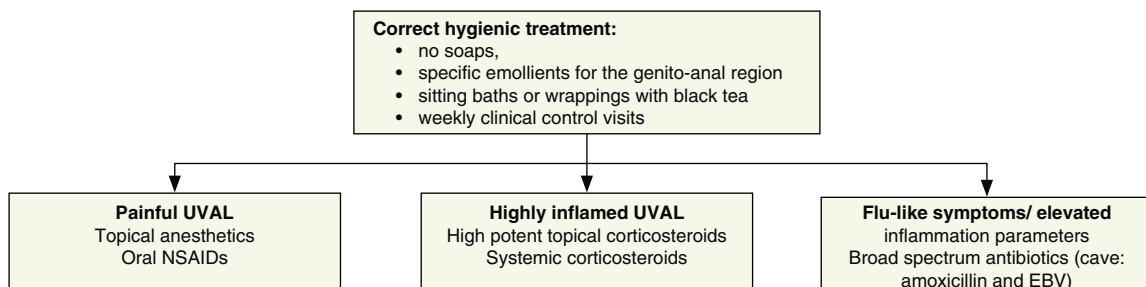 Correct hygienic treatment:
• no soaps,
• specific emollients for the genito-anal region
• sitting baths or wrappings with black tea
• weekly clinical control visits
Painful UVAL
Topical anesthetics
Oral NSAIDs
Highly inflamed UVAL
High potent topical corticosteroids
Systemic corticosteroids
Flu-like symptoms/ elevated
inflammation parameters
Broad spectrum antibiotics (cave:
amoxicillin and EBV)